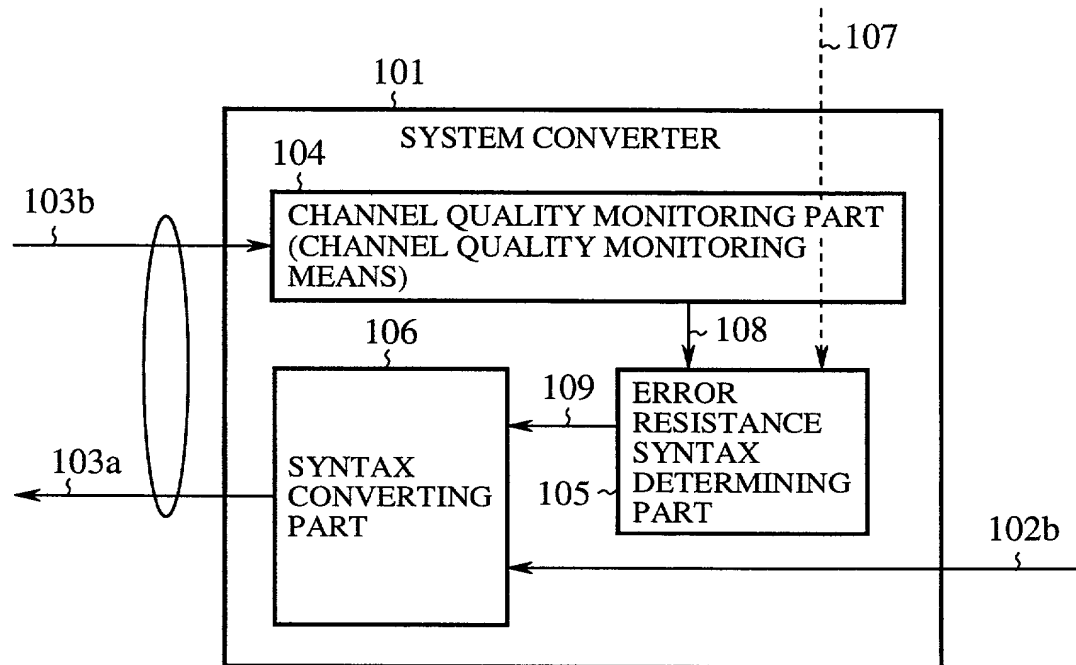 107
101
SYSTEM CONVERTER
104
103b
CHANNEL QUALITY MONITORING PART
(CHANNEL QUALITY MONITORING
MEANS)
106
108
109
ERROR
RESISTANCE
SYNTAX
DETERMINING
PART
103a
SYNTAX
CONVERTING
PART
105
102b